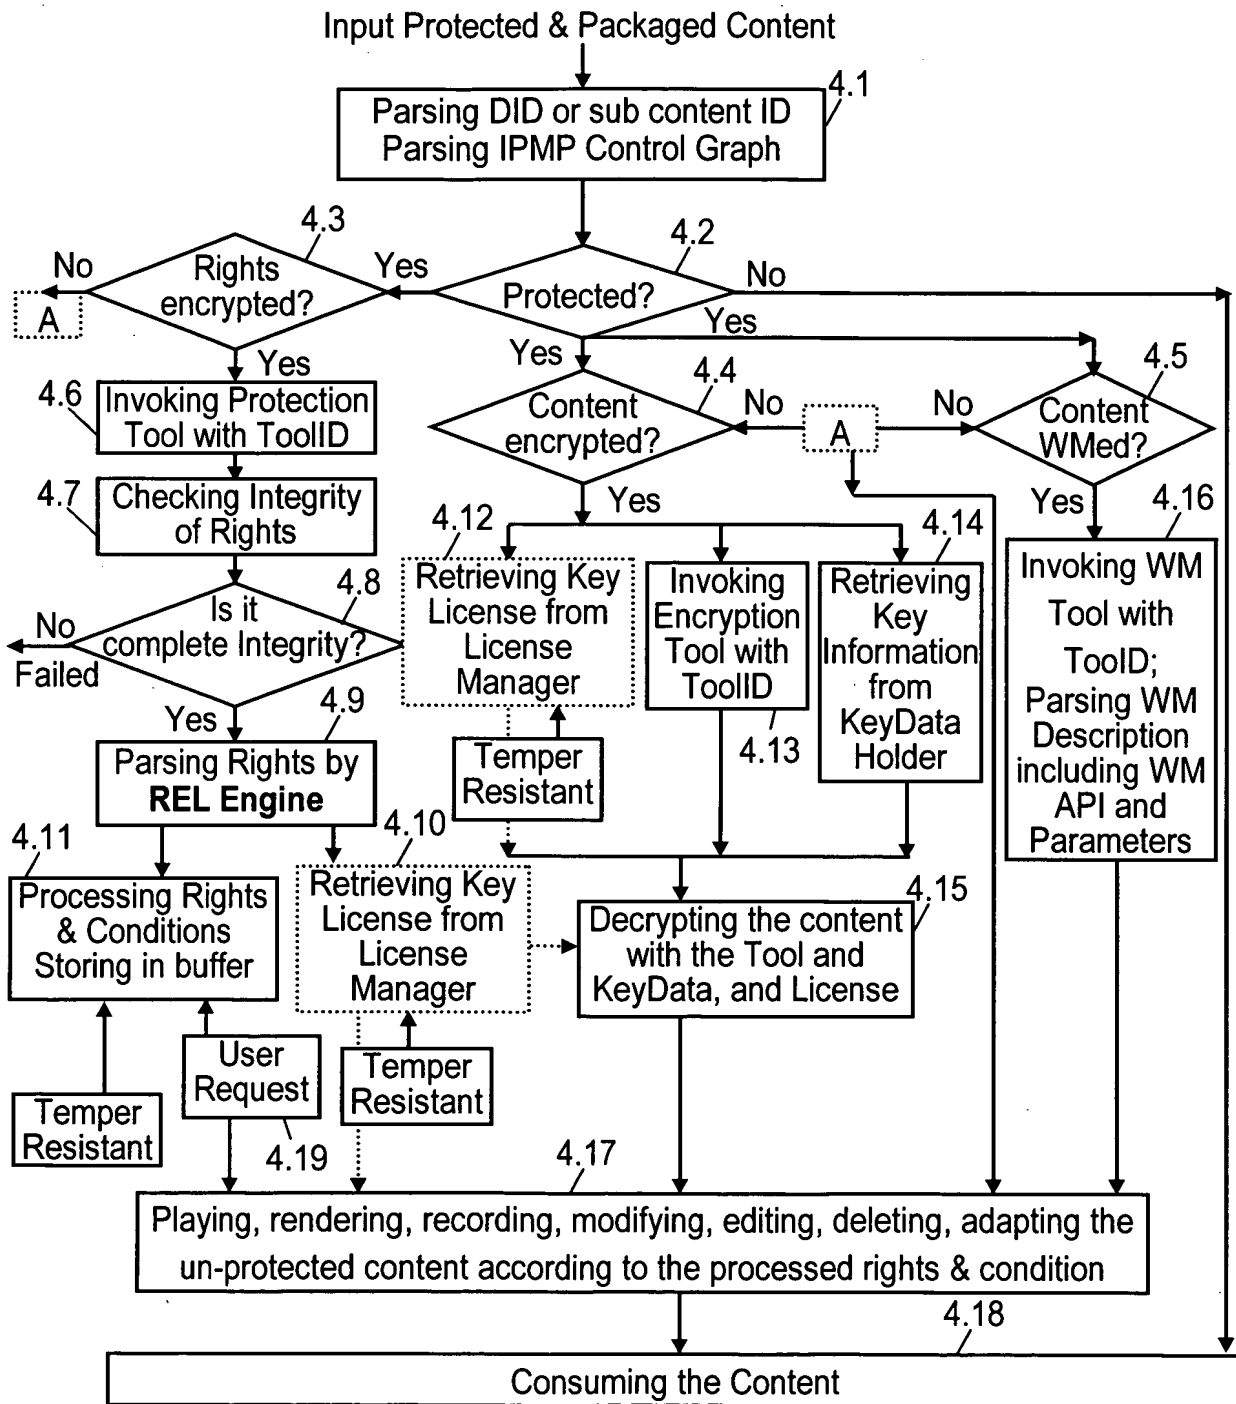 Input Protected & Packaged Content
4.1
Parsing DID or sub content ID
Parsing IPMP Control Graph
4.3
4.2
No
Rights
encrypted?
Yes
Protected?
No
A
Yes
Yes
Yes
4.6
Invoking Protection
Tool with ToolID
4.4
Content
encrypted?
No
A
No
4.5
Content
WMed?
4.7
Checking Integrity
of Rights
Yes
Yes
4.12
4.14
4.16
4.8
Is it
complete Integrity?
No
Failed
Retrieving Key
License from
License
Manager
Invoking
Encryption
Tool with
ToolID
Retrieving
Key
Information
from
KeyData
Holder
Invoking WM
Tool with
ToolD;
Parsing WM
Description
including WM
API and
Parameters
Yes
4.9
4.13
Parsing Rights by
REL Engine
Temper
Resistant
4.11
4.10
Processing Rights
& Conditions
Storing in buffer
Retrieving Key
License from
License
Manager
4.15
Decrypting the content
with the Tool and
KeyData, and License
User
Request
Temper
Resistant
Temper
Resistant
4.19
4.17
Playing, rendering, recording, modifying, editing, deleting, adapting the
un-protected content according to the processed rights & condition
4.18
Consuming the Content